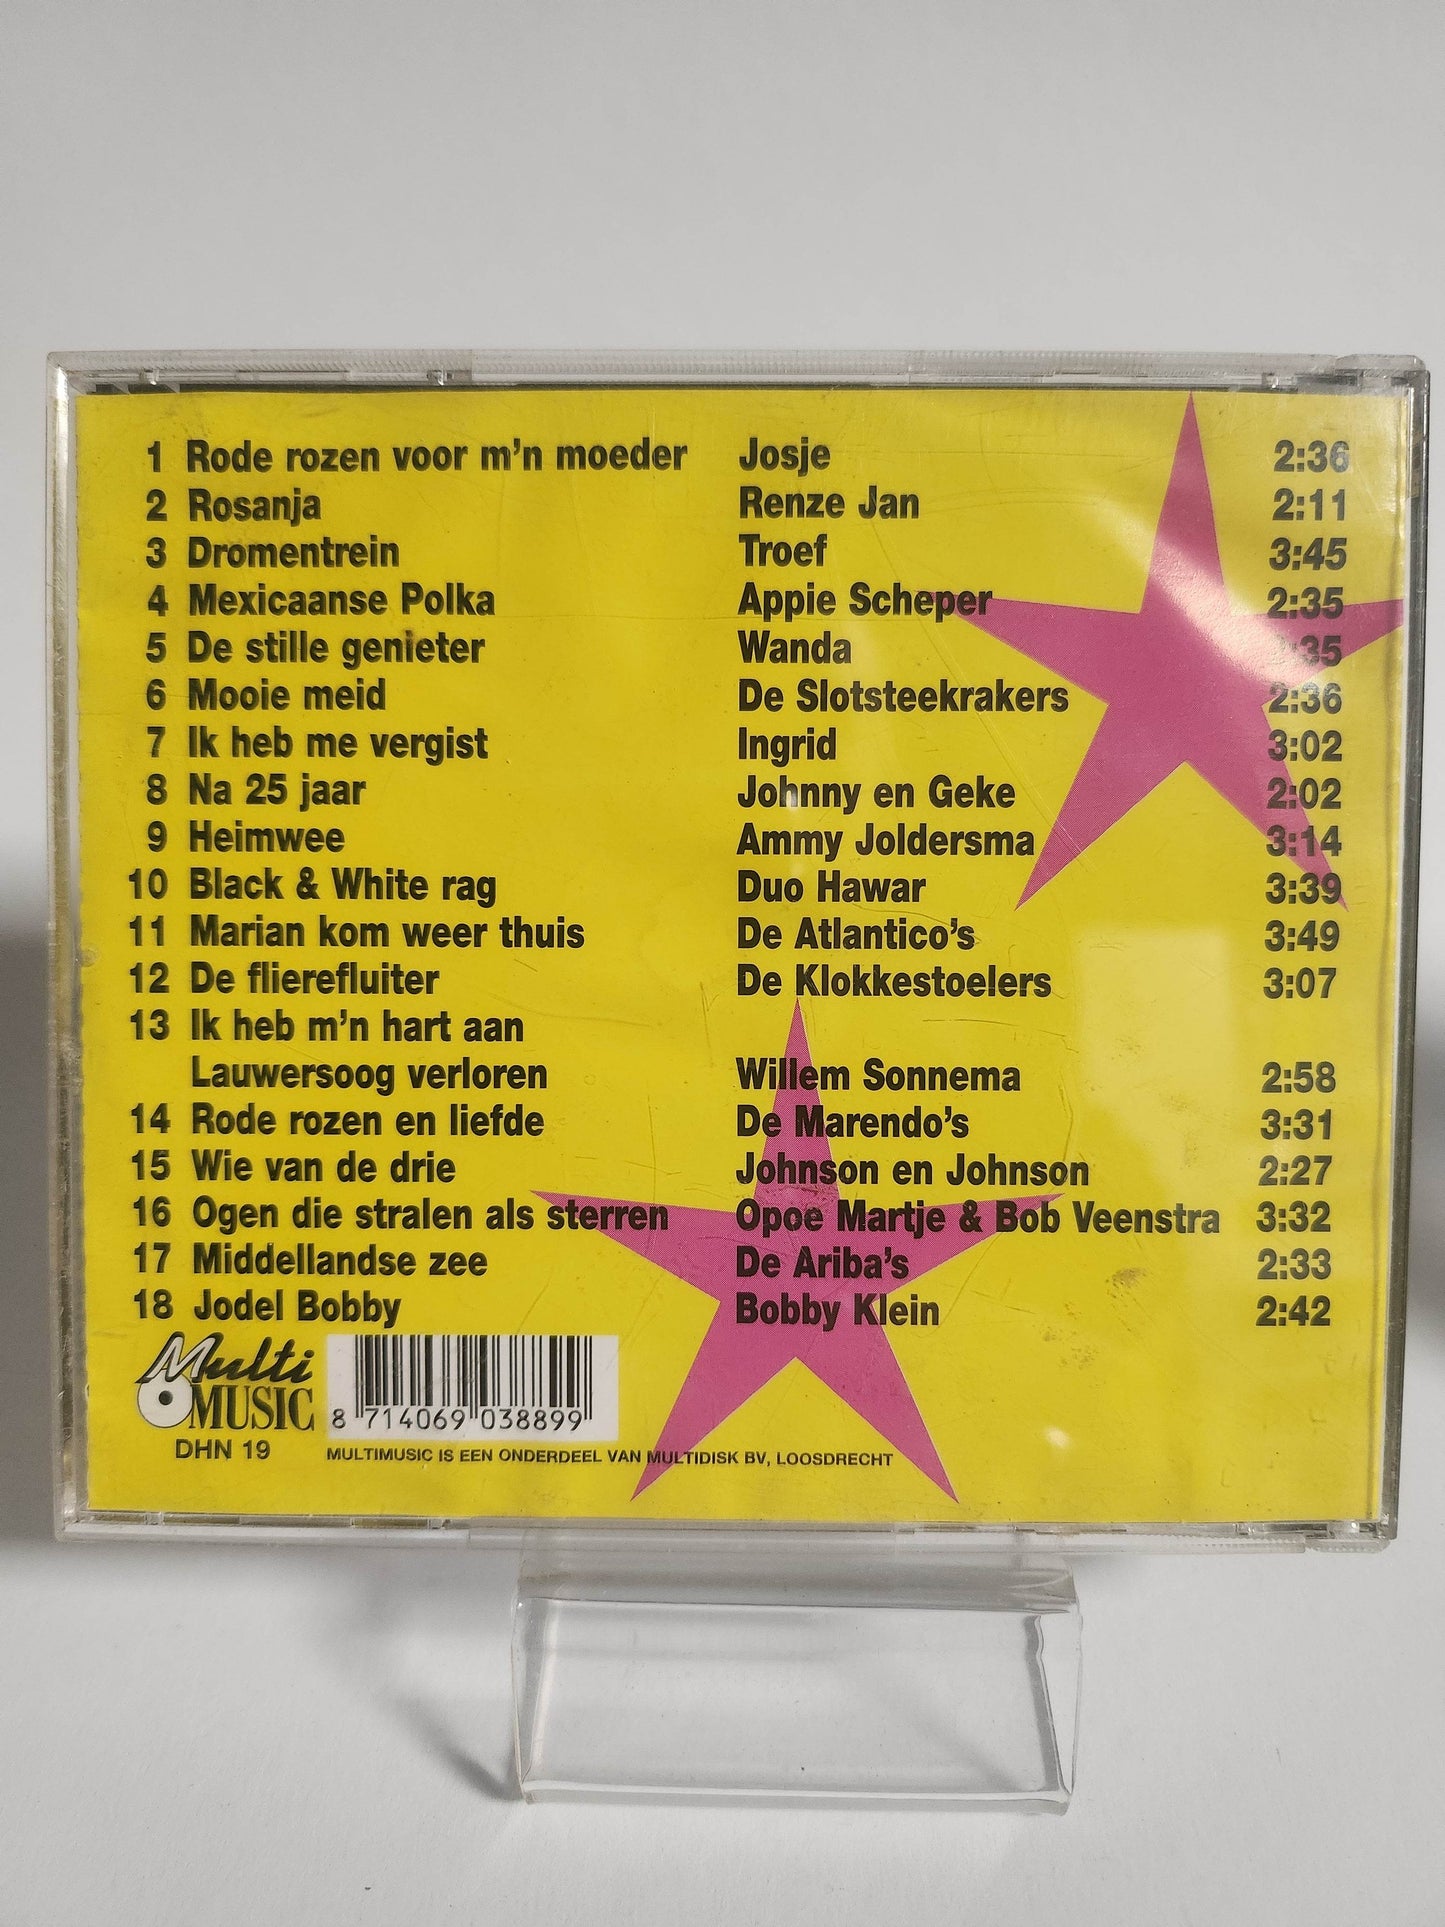 1 Rode rozen voor m'n moeder Josje 2:36
2 Rosanja Renze Jan 2:11
3 Dromentrein Troef 3:45
4 Mexicaanse Polka Appie Scheper 2:35
5 De stille genieter Wanda
6 Mooie meid De Slotsteekrakers 2:36
7 Ik heb me vergist Ingrid 3:02
8 Na 25 jaar Johnny en Geke 2:02
9 Heimwee Ammy Joldersma 3:14
10 Black & White rag Duo Hawar 3:39
11 Marian kom weer thuis De Atlantico's 3:49
12 De flierefluiter De Klokkestoelers 3:07
13 Ik heb m'n hart aan
Lauwersoog verloren Willem Sonnema 2:58
14 Rode rozen en liefde De Marendo's 3:31
15 Wie van de drie Johnson en Johnson 2:27
16 Ogen die stralen als sterren Opoe Martje & Bob Veenstra 3:32
17 Middellandse zee De Ariba's 2:33
18 Jodel Bobby Bobby Klein 2:42
Multi
MUSIC
8 714069 038899
DHN 19
MULTIMUSIC IS EEN ONDERDEEL VAN MULTIDISK BV, LOOSDRECHT